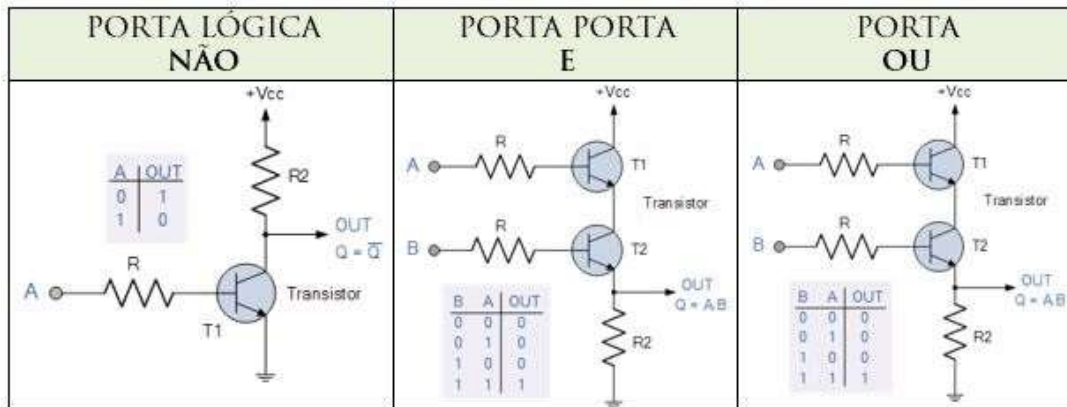 PORTA LÓGICA
NÃO
+Vcc
A OUT
0 1
1 0
R2
OUT
Q = Q̅
R
A
Transistor
T1
PORTA PORTA
E
+Vcc
R
A
T1
Transistor
R
B
T2
OUT
Q = AB
B A OUT
0 0 0
0 1 0
1 0 0
1 1 1
R2
PORTA
OU
+Vcc
R
A
T1
Transistor
R
B
T2
OUT
Q = AB
B A OUT
0 0 0
0 1 0
1 0 0
1 1 1
R2